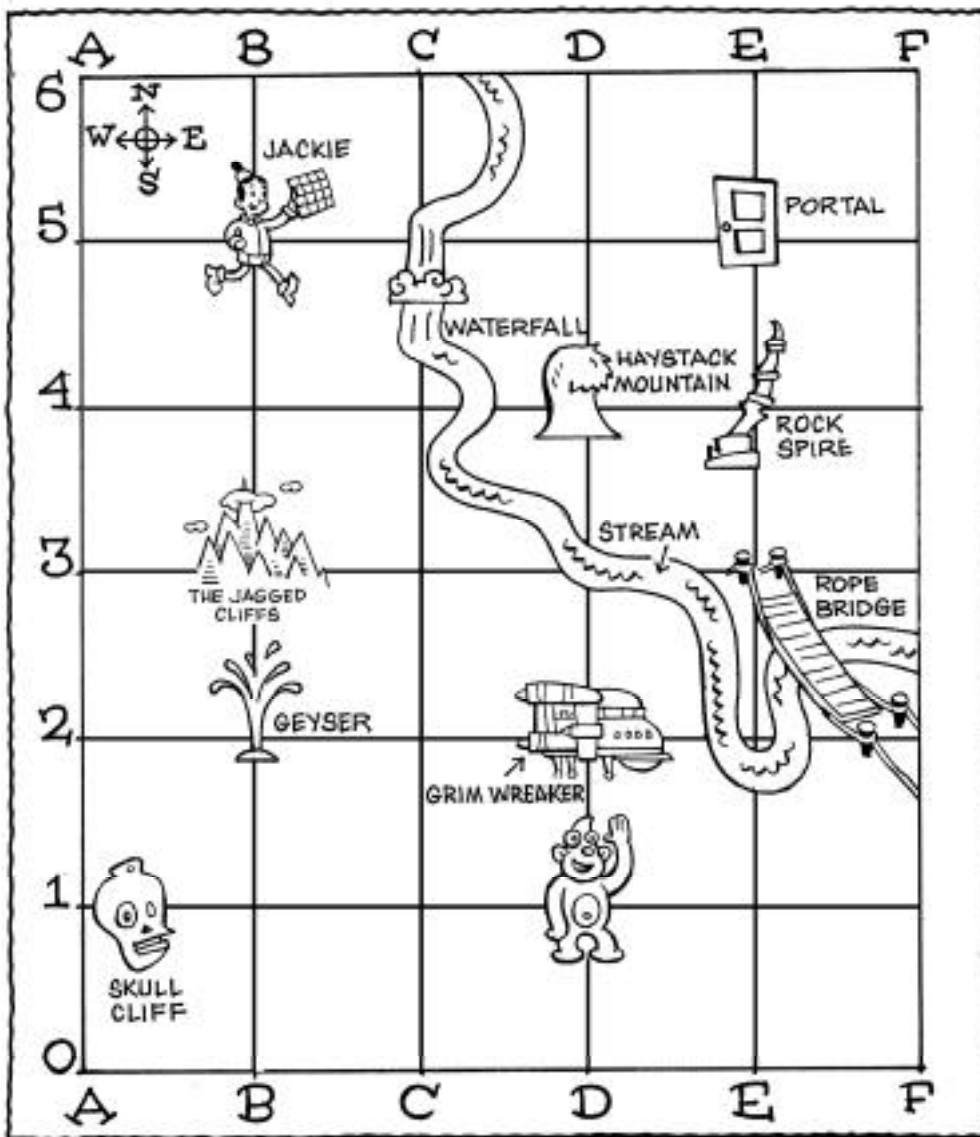 A B C D E F
6
N
W E
S
JACKIE
5
PORTAL
WATERFALL
HAYSTACK
MOUNTAIN
4
ROCK
SPIRE
STREAM
3
THE JAGGED
CLIFFS
ROPE
BRIDGE
GEYSER
2
GRIM WREAKER
1
SKULL
CLIFF
0
A B C D E F